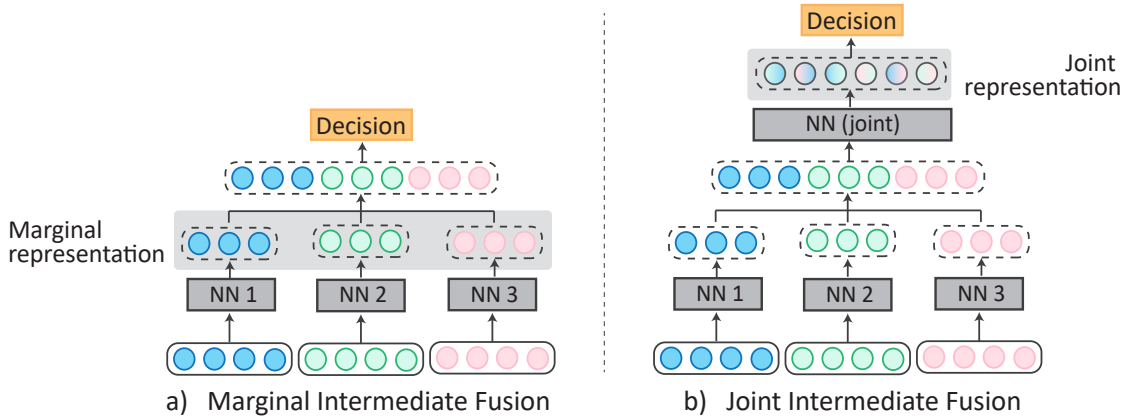 Decision
Marginal
representation
NN 1
NN 2
NN 3
a) Marginal Intermediate Fusion
Decision
Joint
representation
NN (joint)
NN 1
NN 2
NN 3
b) Joint Intermediate Fusion